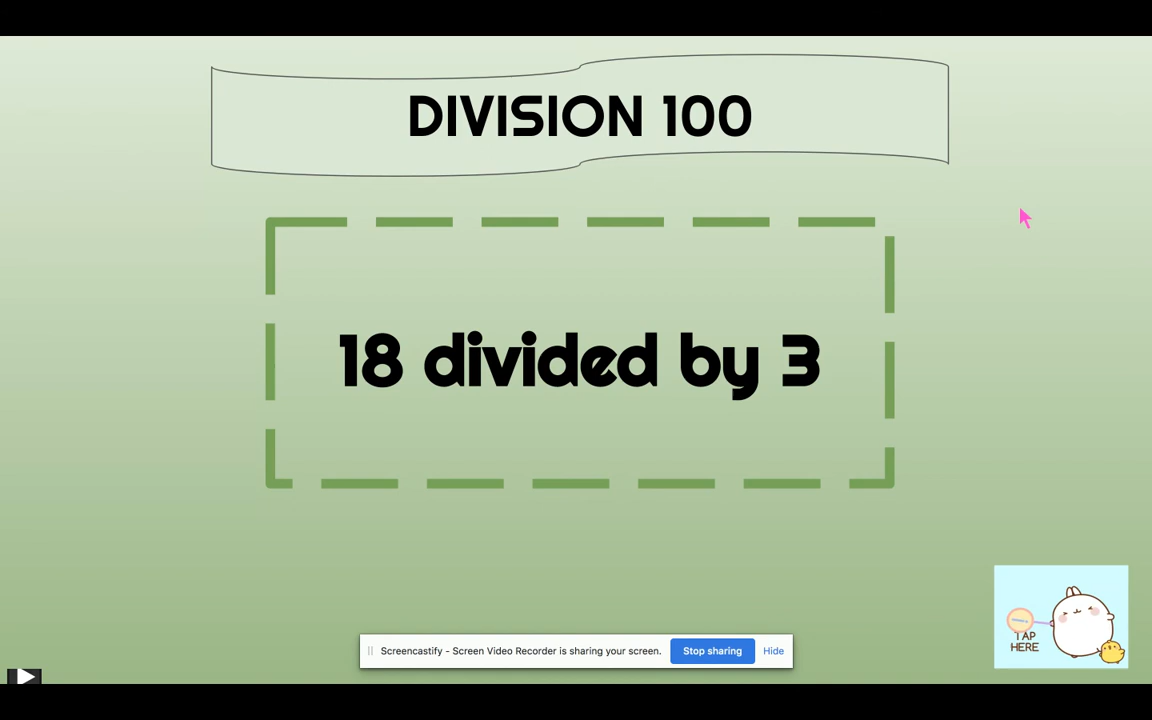 DIVISION 100
18 divided by 3
TAP
HERE
Screencastify - Screen Video Recorder is sharing your screen.
Stop sharing
Hide